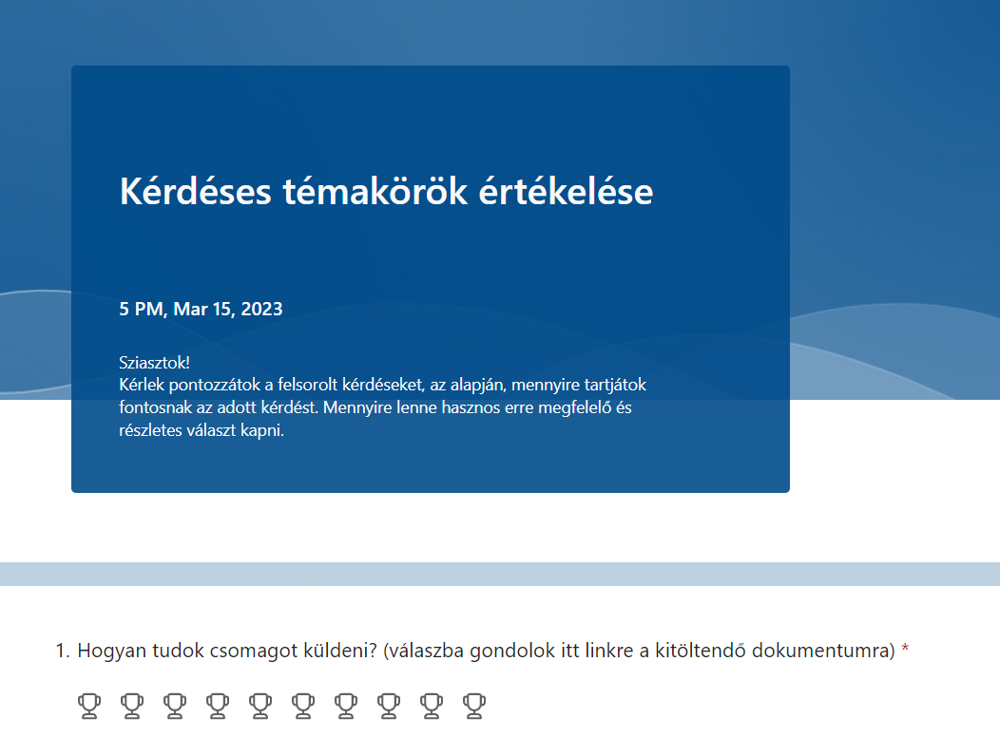 Kérdéses témakörök értékelése
5 PM, Mar 15, 2023
Sziasztok!
Kérlek pontozzátok a felsorolt kérdéseket, az alapján, mennyire tartjátok
fontosnak az adott kérdést. Mennyire lenne hasznos erre megfelelő és
részletes választ kapni.
1. Hogyan tudok csomagot küldeni? (válaszba gondolok itt linkre a kitöltendő dokumentumra) *